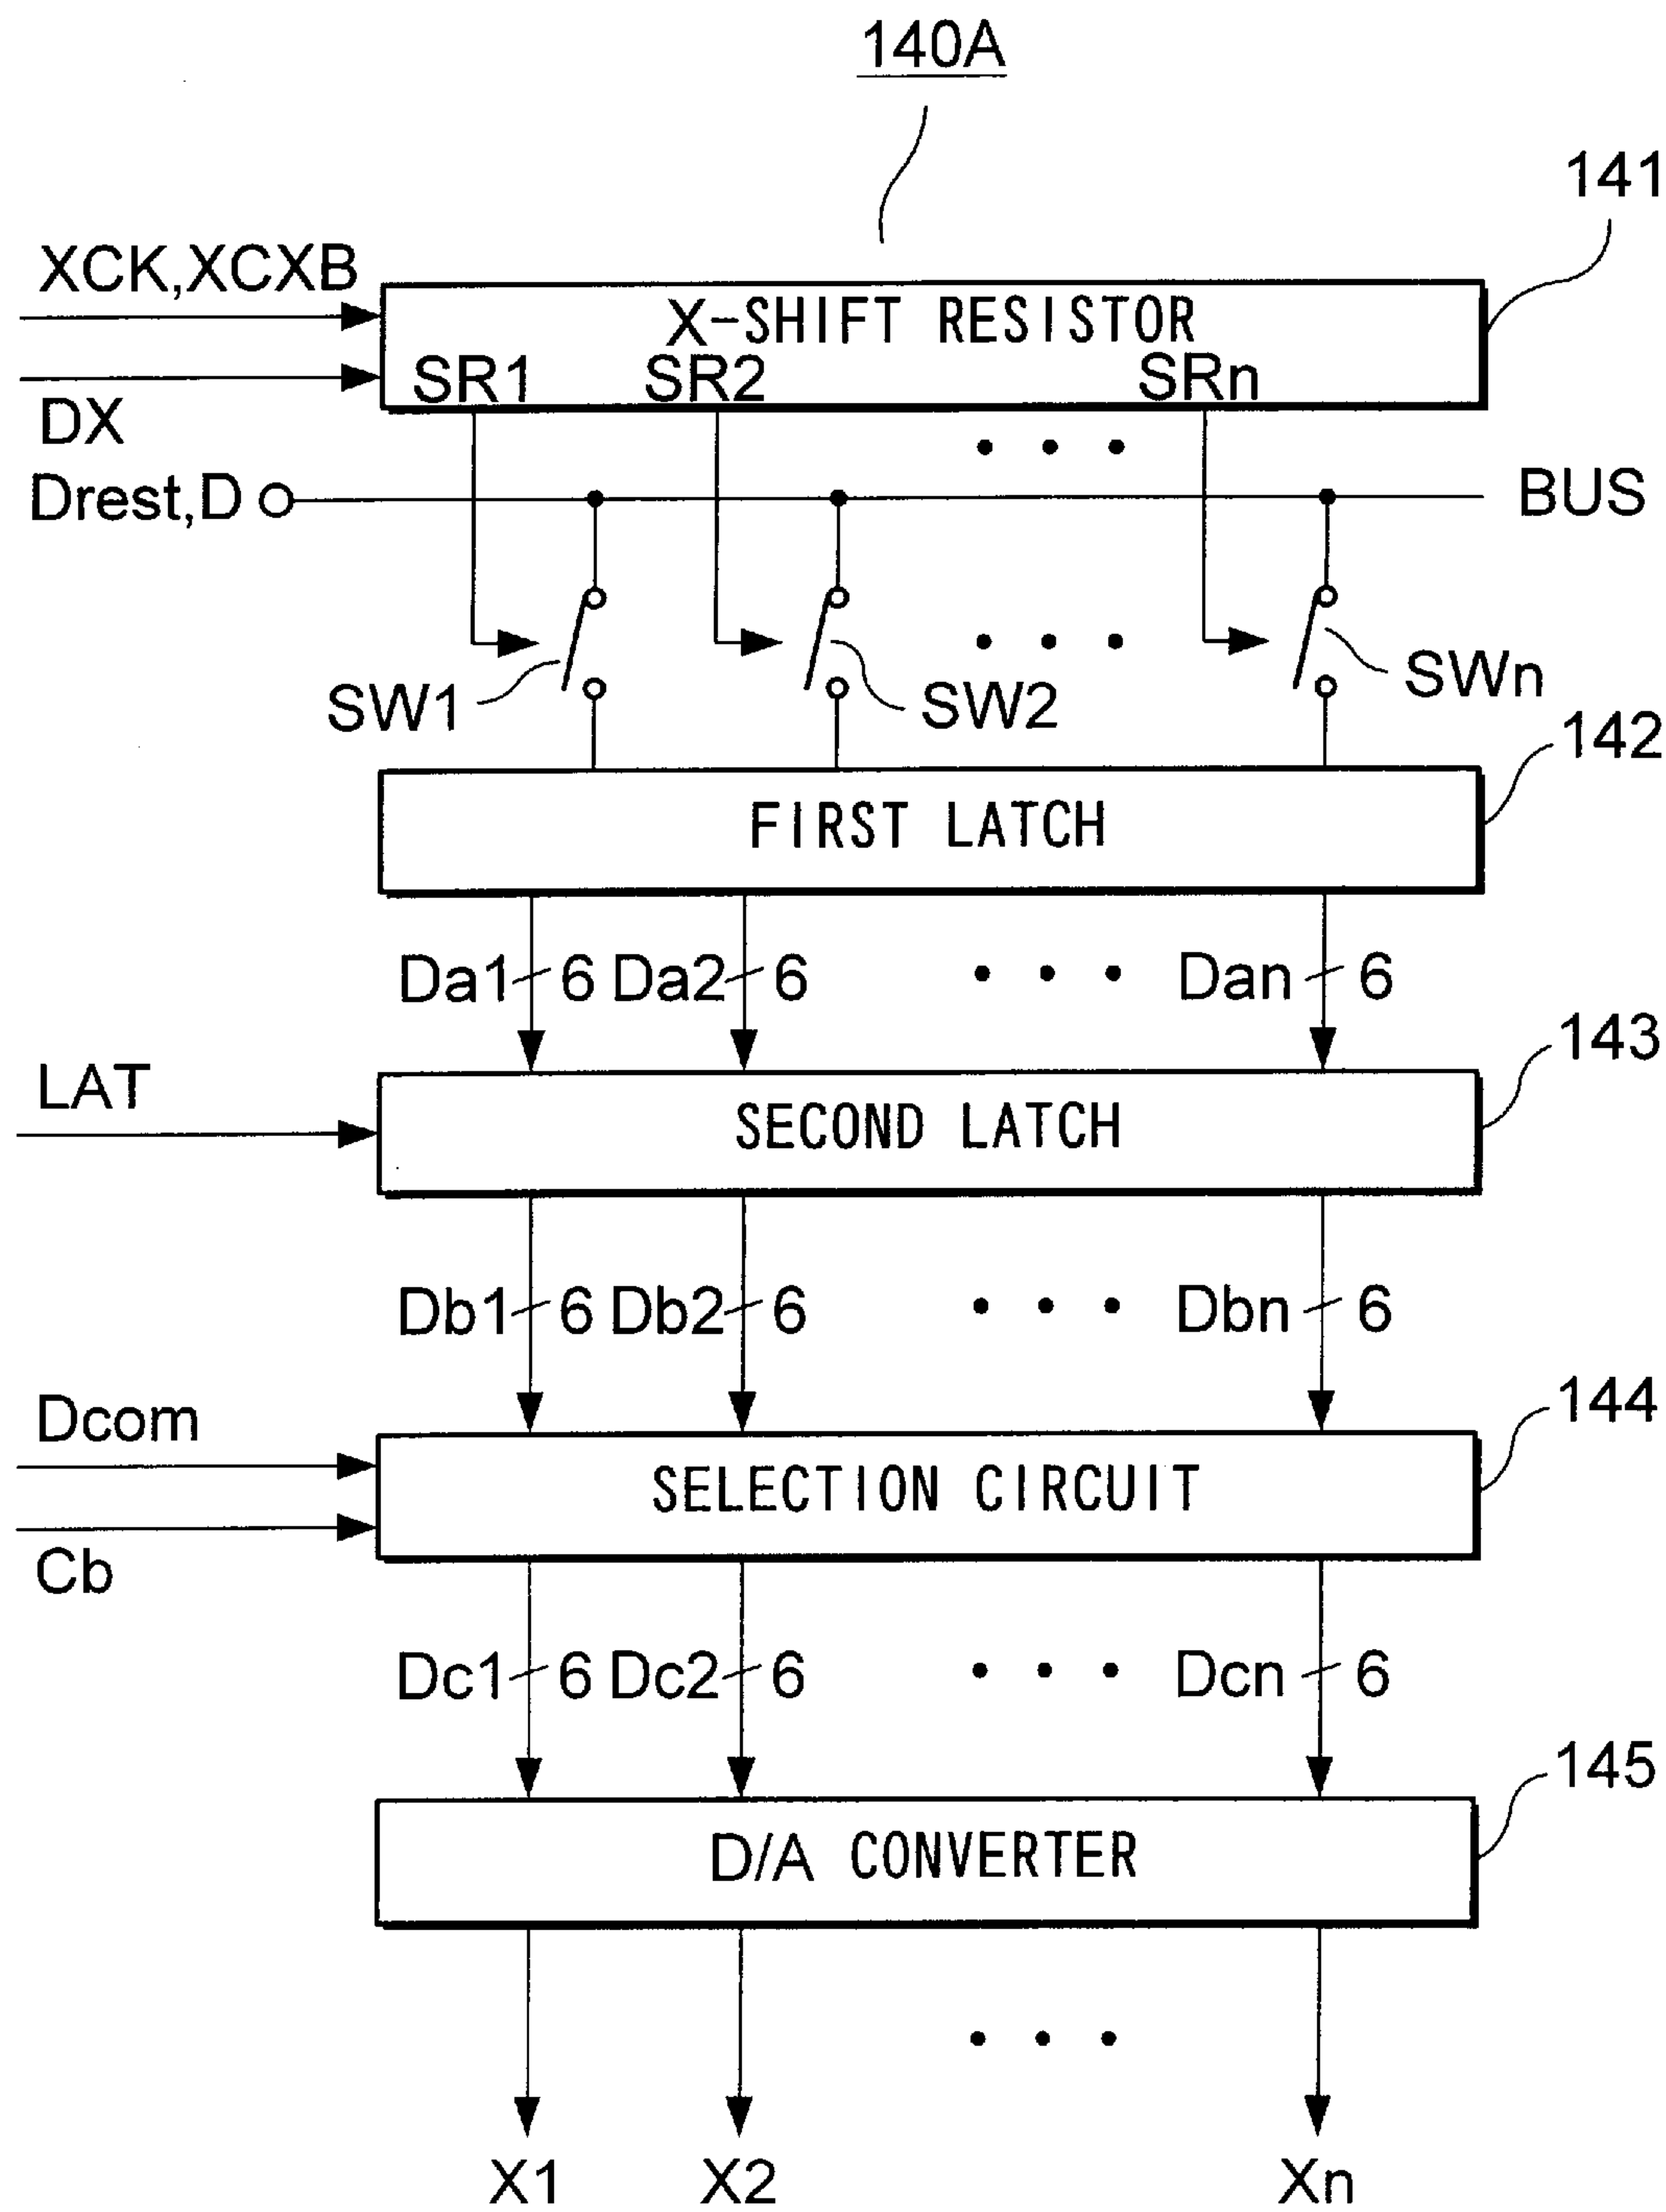 140A
141
XCK,XCXB
X-SHIFT RESISTOR
SR1 SR2 SRn
DX
Drest,D BUS
SW1 SW2 SWn
142
FIRST LATCH
Da1 6 Da2 6 Dan 6
143
LAT
SECOND LATCH
Db1 6 Db2 6 Dbn 6
144
Dcom
SELECTION CIRCUIT
Cb
Dc1 6 Dc2 6 Dcn 6
145
D/A CONVERTER
X1 X2 Xn